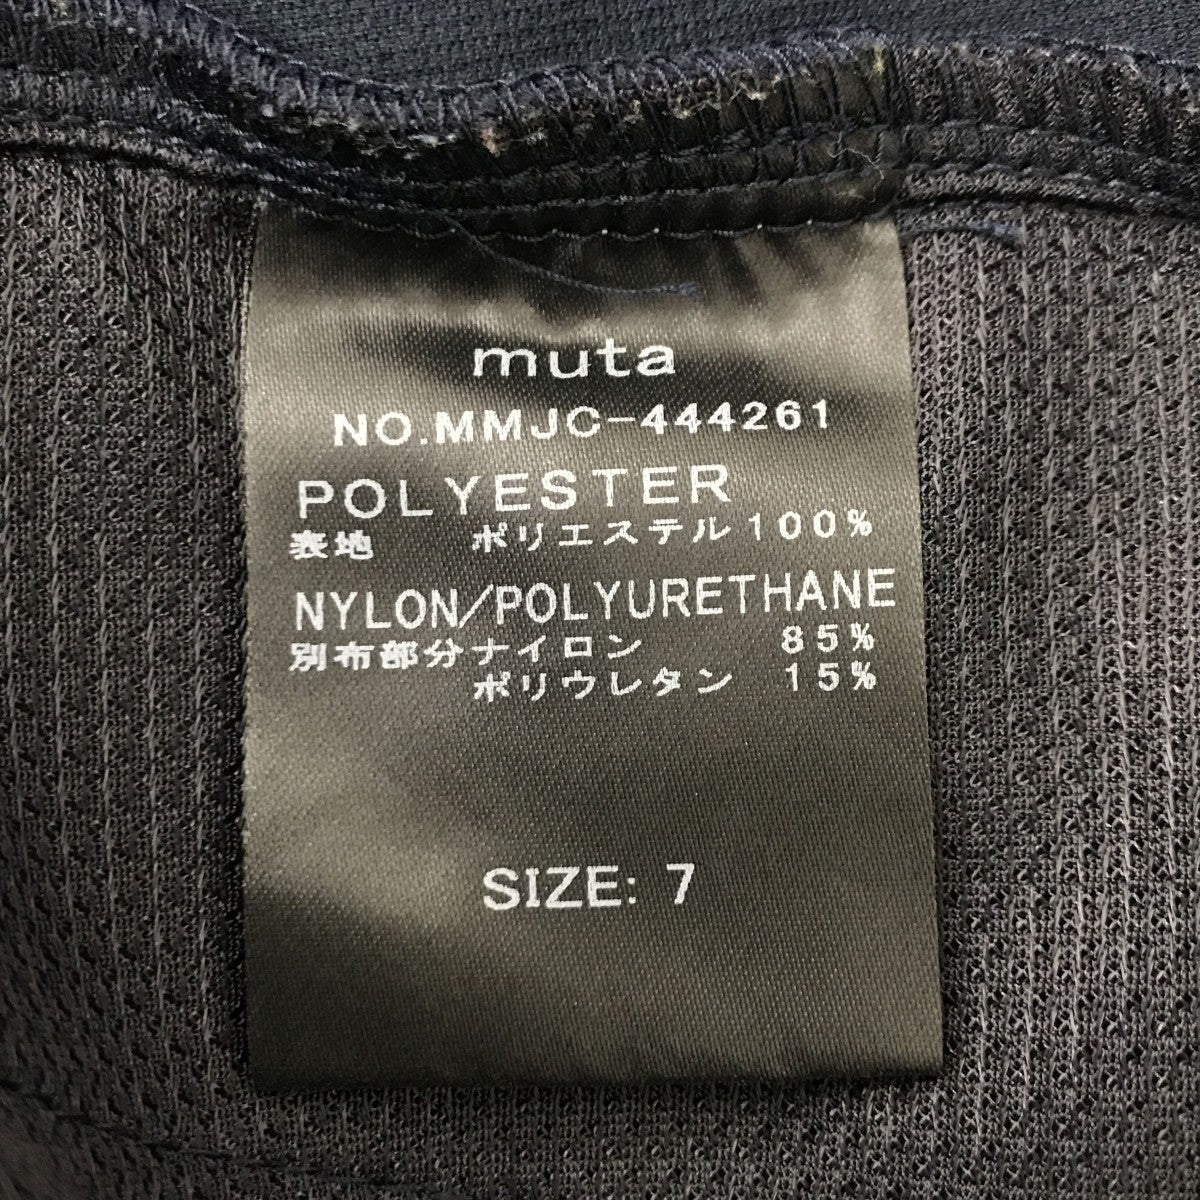 muta
NO.MMJC-444261
POLYESTER
表地 ポリエステル100%
NYLON/POLYURETHANE
別布部分ナイロン 85%
ポリウレタン 15%
SIZE: 7